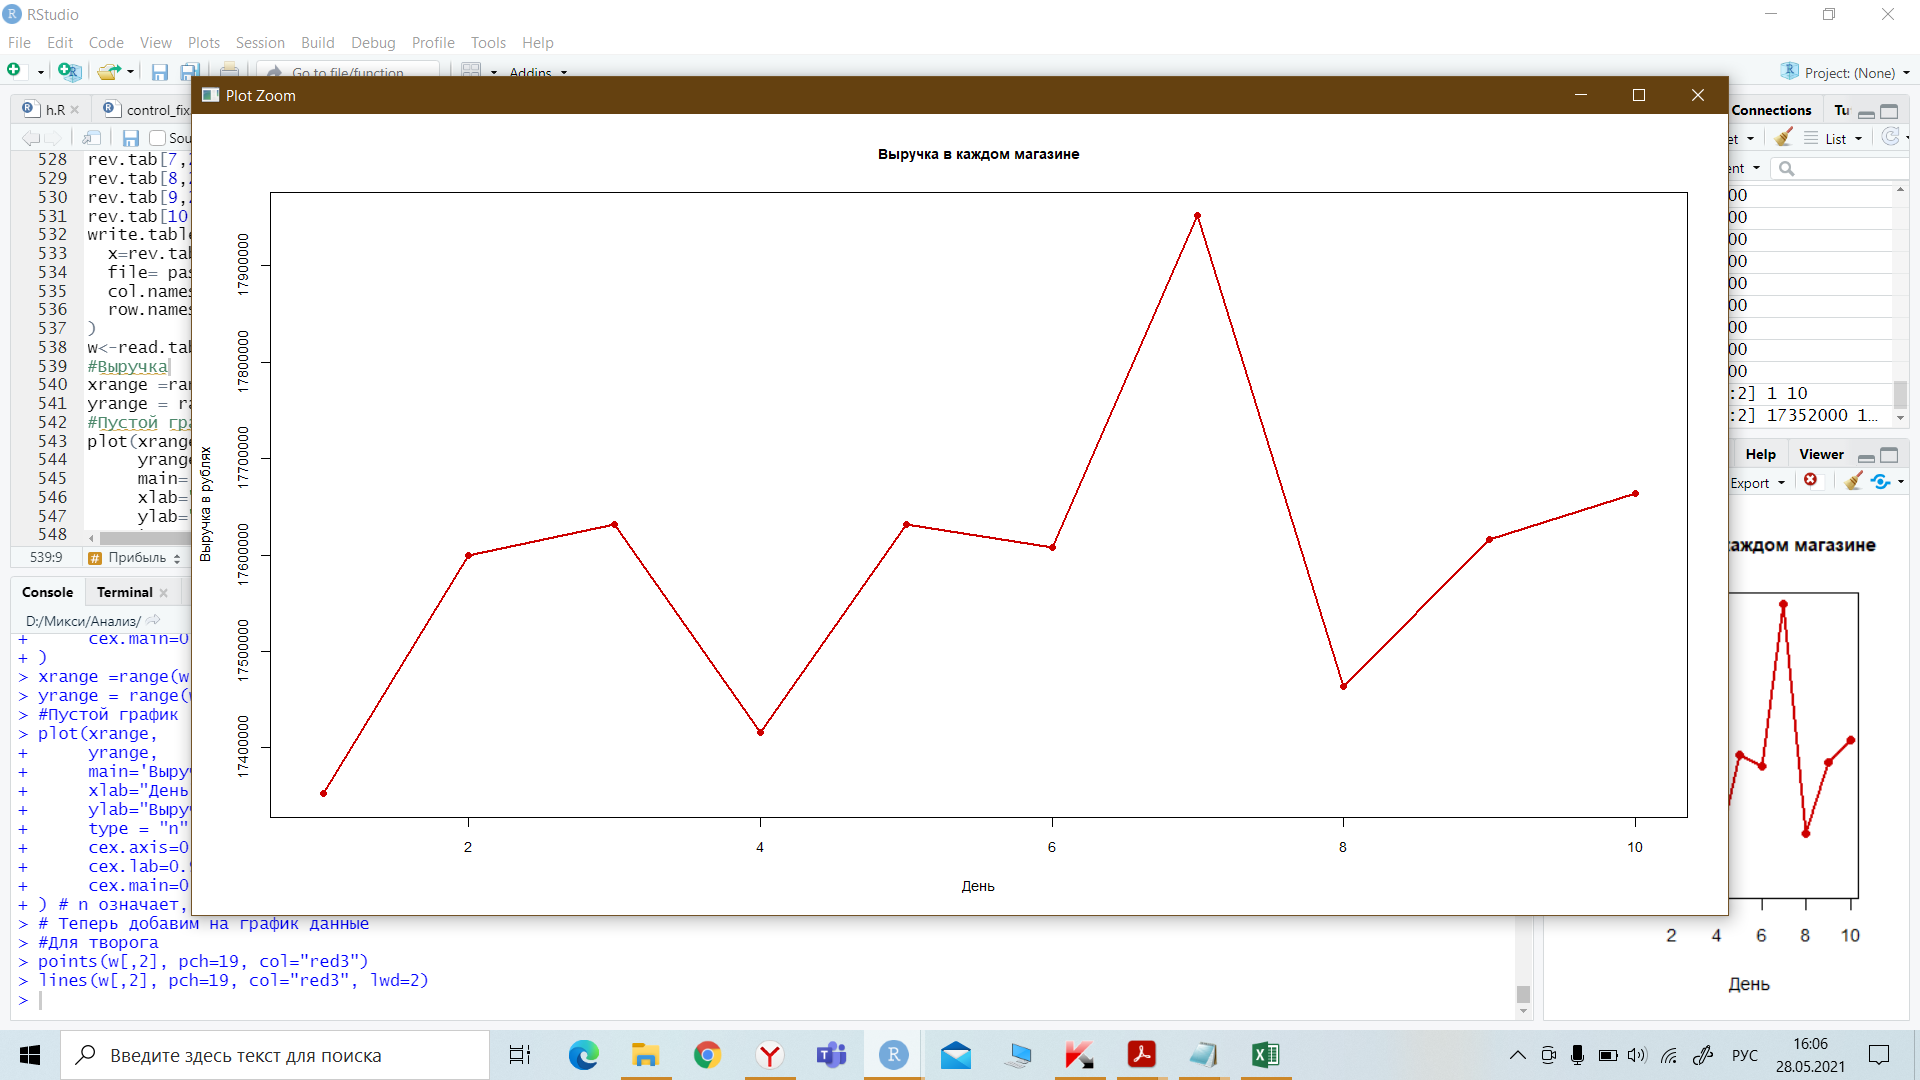 RStudio
File Edit Code View Plots Session Build Debug Profile Tools Help
Go to file/function Addins Project: (None)
h.R control_fix
Connections Tu
Plot Zoom
List
528 rev.tab[7,
529 rev.tab[8,
530 rev.tab[9,
531 rev.tab[10
532 write.table
533 x=rev.tab
534 file= pas
535 col.names
536 row.names
537 )
538 w<-read.tab
539 #Выручка
540 xrange =ran
541 yrange = ra
542 #Пустой гра
543 plot(xrange
544 yrange
545 main=
546 xlab="
547 ylab="
548
539:9 Прибыль
Выручка в каждом магазине
Выручка в рублях
17900000
17800000
17700000
17600000
17500000
17400000
2 4 6 8 10
День
00
00
00
00
00
00
00
00
00
:2] 1 10
:2] 17352000 1...
Help Viewer
Export
аждом магазине
2 4 6 8 10
День
Console Terminal
D:/Микси/Анализ/
+ cex.main=0
+ )
> xrange =range(w
> yrange = range(w
> #Пустой график
> plot(xrange,
+ yrange,
+ main='Выруч
+ xlab="День
+ ylab="Выру
+ type = "n"
+ cex.axis=0
+ cex.lab=0.
+ cex.main=0
+ ) # n означает,
> # Теперь добавим на график данные
> #Для творога
> points(w[,2], pch=19, col="red3")
> lines(w[,2], pch=19, col="red3", lwd=2)
>
Введите здесь текст для поиска
РУС
16:06
28.05.2021